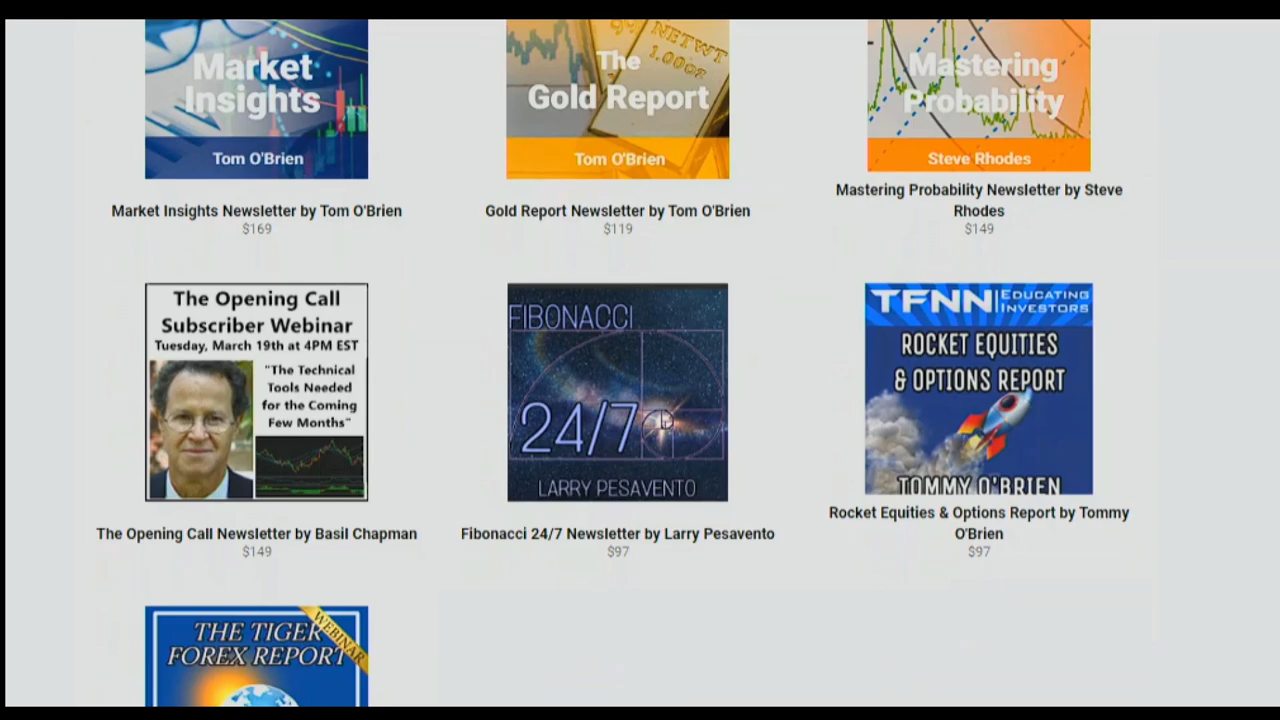 Market
Insights
Tom O'Brien
Market Insights Newsletter by Tom O'Brien
$169
NETWT
1.00oz
The
Gold Report
Tom O'Brien
Gold Report Newsletter by Tom O'Brien
$119
Mastering
Probability
Steve Rhodes
Mastering Probability Newsletter by Steve
Rhodes
$149
The Opening Call
Subscriber Webinar
Tuesday, March 19th at 4PM EST
"The Technical
Tools Needed
for the Coming
Few Months"
The Opening Call Newsletter by Basil Chapman
$149
FIBONACCI
24/7
LARRY PESAVENTO
Fibonacci 24/7 Newsletter by Larry Pesavento
$97
TFNN EDUCATING
INVESTORS
ROCKET EQUITIES
& OPTIONS REPORT
TOMMY O'BRIEN
Rocket Equities & Options Report by Tommy
O'Brien
$97
WEBINAR
THE TIGER
FOREX REPORT